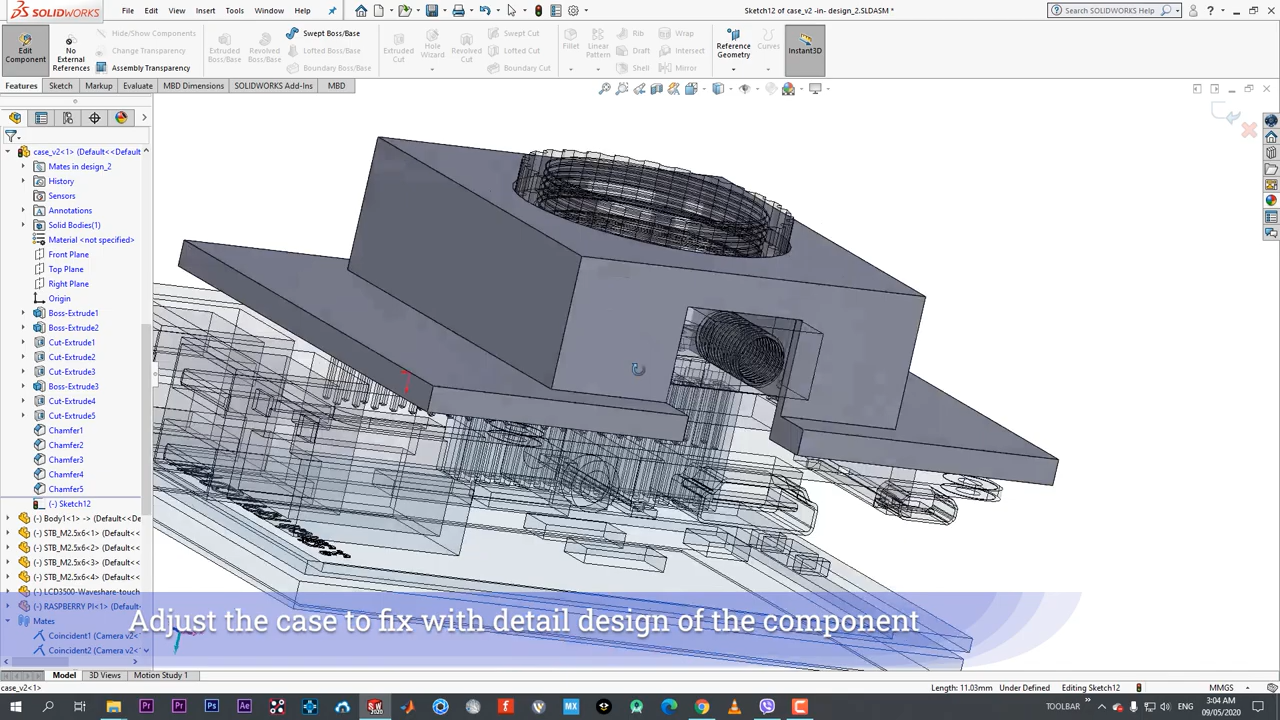 SOLIDWORKS
File
Edit
View
Insert
Tools
Window
Help
Sketch12 of case_v2 -in- design_2.SLDASM *
Search SOLIDWORKS Help
Edit
Component
No
External
References
Hide/Show Components
Change Transparency
Assembly Transparency
Extruded
Boss/Base
Revolved
Boss/Base
Swept Boss/Base
Lofted Boss/Base
Boundary Boss/Base
Extruded
Cut
Hole
Wizard
Revolved
Cut
Swept Cut
Lofted Cut
Boundary Cut
Fillet
Linear
Pattern
Rib
Draft
Shell
Wrap
Intersect
Mirror
Reference
Geometry
Curves
Instant3D
Features
Sketch
Markup
Evaluate
MBD Dimensions
SOLIDWORKS Add-Ins
MBD
case_v2<1> (Default<<Default
Mates in design_2
History
Sensors
Annotations
Solid Bodies(1)
Material <not specified>
Front Plane
Top Plane
Right Plane
Origin
Boss-Extrude1
Boss-Extrude2
Cut-Extrude1
Cut-Extrude2
Cut-Extrude3
Boss-Extrude3
Cut-Extrude4
Cut-Extrude5
Chamfer1
Chamfer2
Chamfer3
Chamfer4
Chamfer5
(-) Sketch12
(-) Body1<1> -> (Default<<De
(-) STB_M2.5x6<1> (Default<
(-) STB_M2.5x6<2> (Default<
(-) STB_M2.5x6<3> (Default<
(-) STB_M2.5x6<4> (Default<
(-) LCD3500-Waveshare-touch
(-) RASPBERRY PI<1> (Default
Mates
Coincident1 (Camera v2<
Coincident2 (Camera v2<
Adjust the case to fix with detail design of the component
Model
3D Views
Motion Study 1
case_v2<1>
Length: 11.03mm
Under Defined
Editing Sketch12
MMGS
TOOLBAR
3:04 AM
09/05/2020